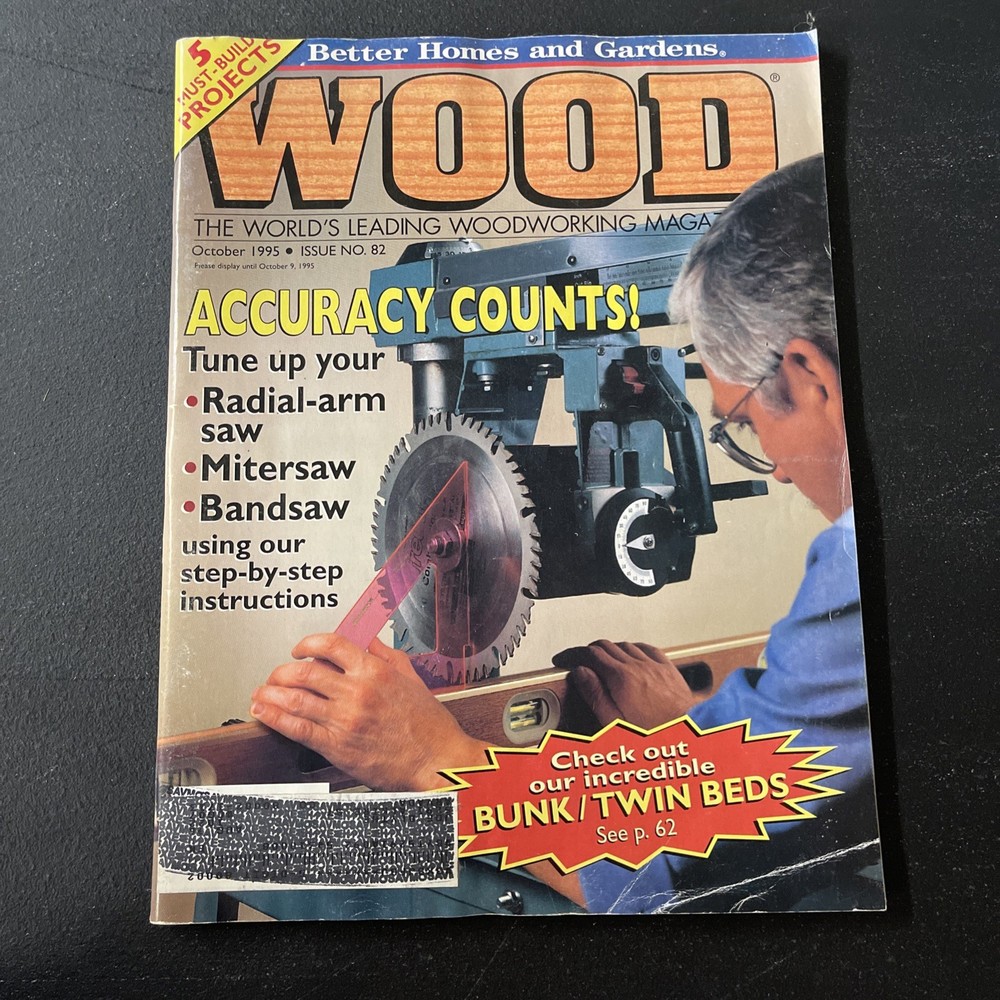 5
MUST-BUILD
PROJECTS
Better Homes and Gardens®
WOOD®
THE WORLD'S LEADING WOODWORKING
October 1995 • ISSUE NO. 82
Please display until October 9, 1995
ACCURACY COUNTS!
Tune up your
•Radial-arm
saw
•Mitersaw
•Bandsaw
using our
step-by-step
instructions
Check out
our incredible
BUNK/TWIN BEDS
See p. 62